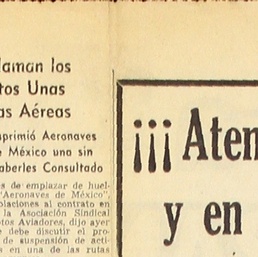 laman los
tos Unas
as Aéreas
sprimió Aeronaves
e México una sin
aberles Consultado
s de emplazar de huel-
"Aeronaves de México",
olaciones al contrato en
la Asociación Sindical
otos Aviadores, dijo ayer
e debe discutir el pro-
de suspensión de acti-
en una de las rutas
¡¡¡ Aten
y en